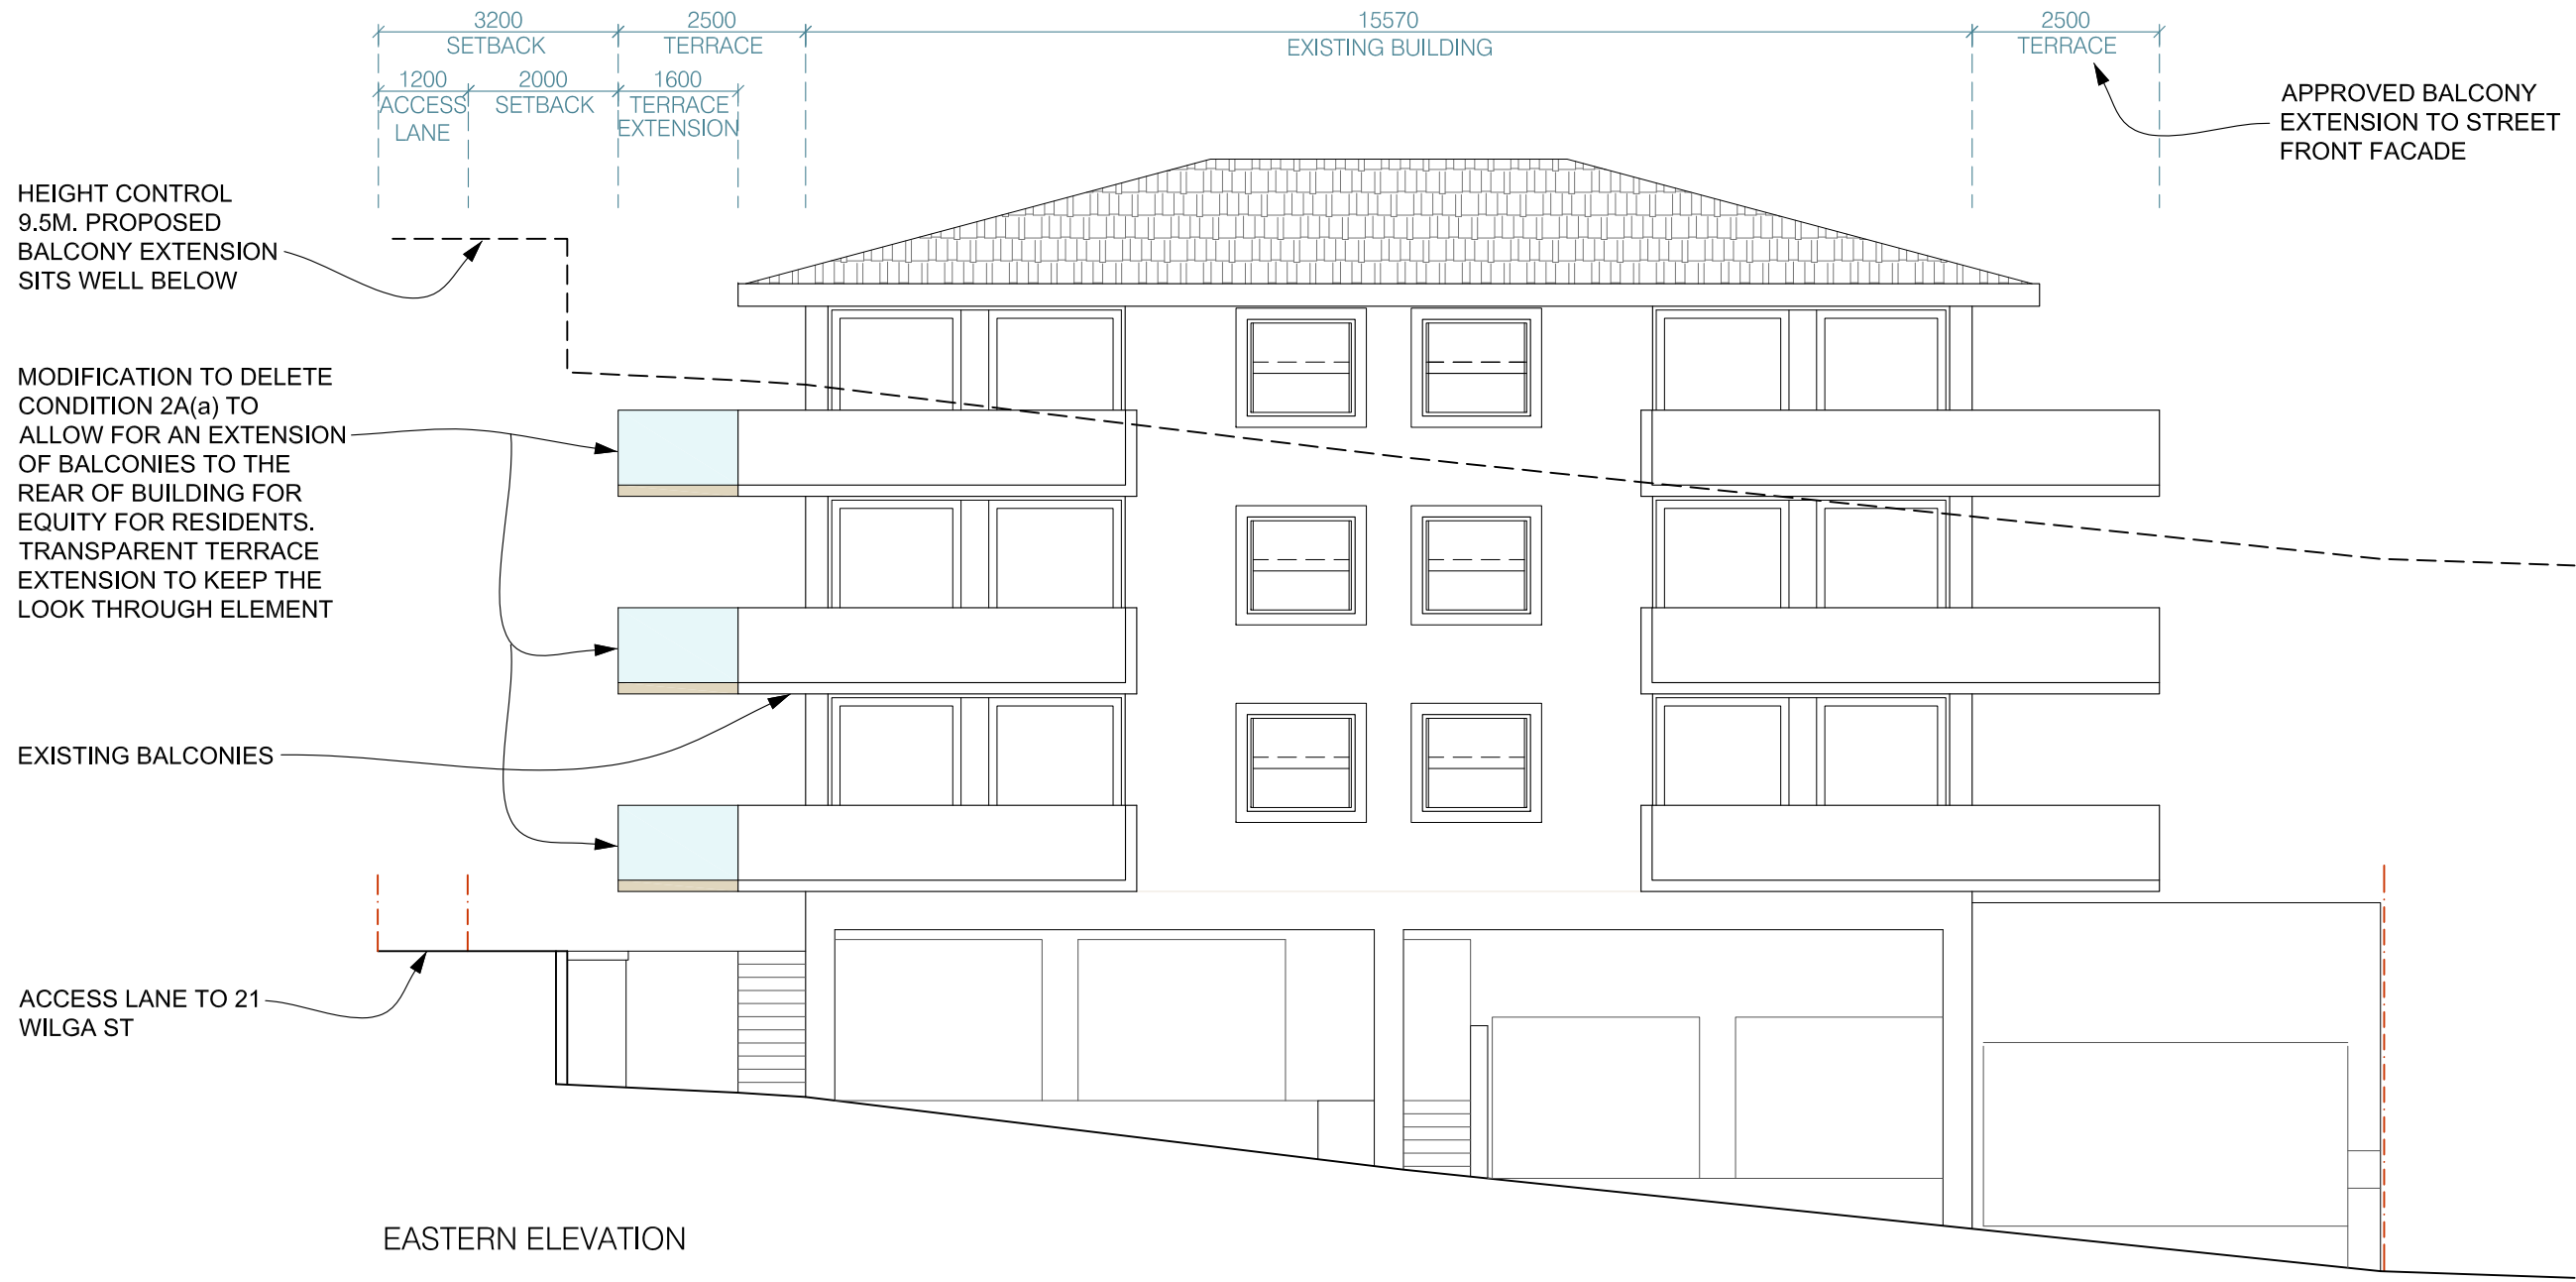 3200
SETBACK
2500
TERRACE
15570
EXISTING BUILDING
2500
TERRACE
1200
ACCESS
LANE
2000
SETBACK
1600
TERRACE
EXTENSION
APPROVED BALCONY
EXTENSION TO STREET
FRONT FACADE
HEIGHT CONTROL
9.5M. PROPOSED
BALCONY EXTENSION
SITS WELL BELOW
MODIFICATION TO DELETE
CONDITION 2A(a) TO
ALLOW FOR AN EXTENSION
OF BALCONIES TO THE
REAR OF BUILDING FOR
EQUITY FOR RESIDENTS.
TRANSPARENT TERRACE
EXTENSION TO KEEP THE
LOOK THROUGH ELEMENT
EXISTING BALCONIES
ACCESS LANE TO 21
WILGA ST
EASTERN ELEVATION